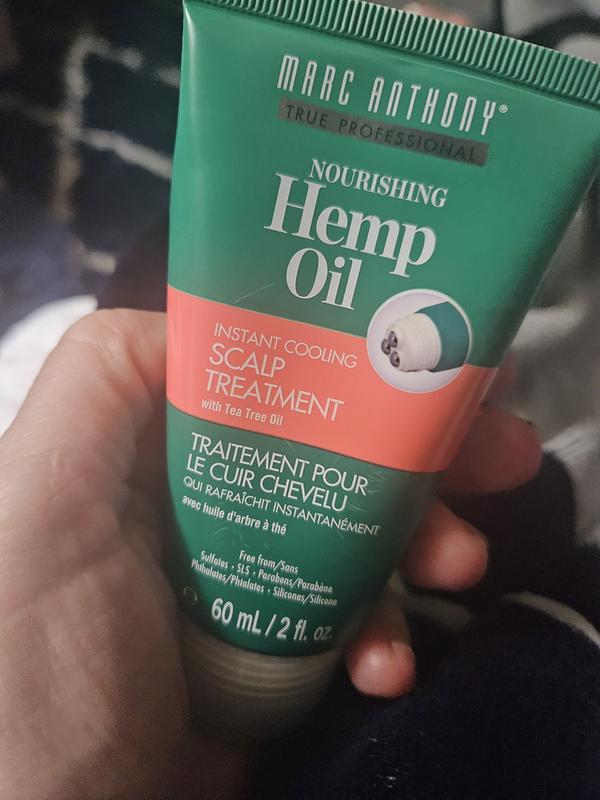 MARC ANTHONY®
TRUE PROFESSIONAL
NOURISHING
Hemp
Oil
INSTANT COOLING
SCALP
TREATMENT
with Tea Tree Oil
TRAITEMENT POUR
LE CUIR CHEVELU
QUI RAFRAÎCHIT INSTANTANÉMENT
avec huile d'arbre à thé
Free from/Sans
Sulfates • SLS • Parabens/Parabène
Phthalates/Phtalates • Silicones/Silicone
60 mL / 2 fl. oz.